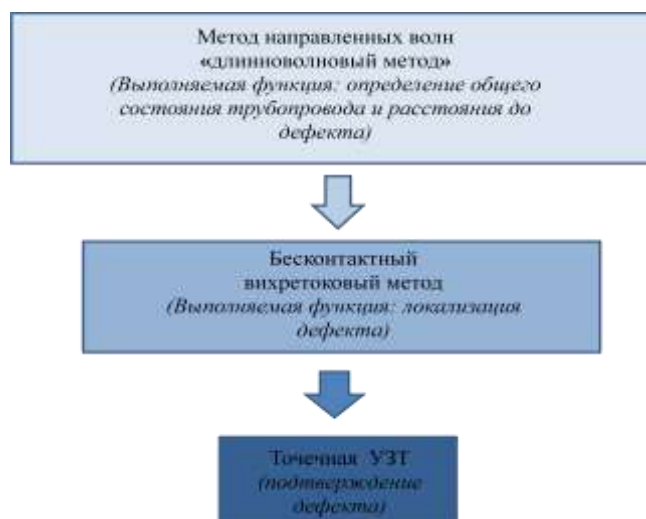 Метод направленных волн
«длинноволновый метод»
(Выполняемая функция: определение общего
состояния трубопровода и расстояния до
дефекта)
Бесконтактный
вихретоковый метод
(Выполняемая функция: локализация
дефекта)
Точечная УЗТ
(подтверждение
дефекта)